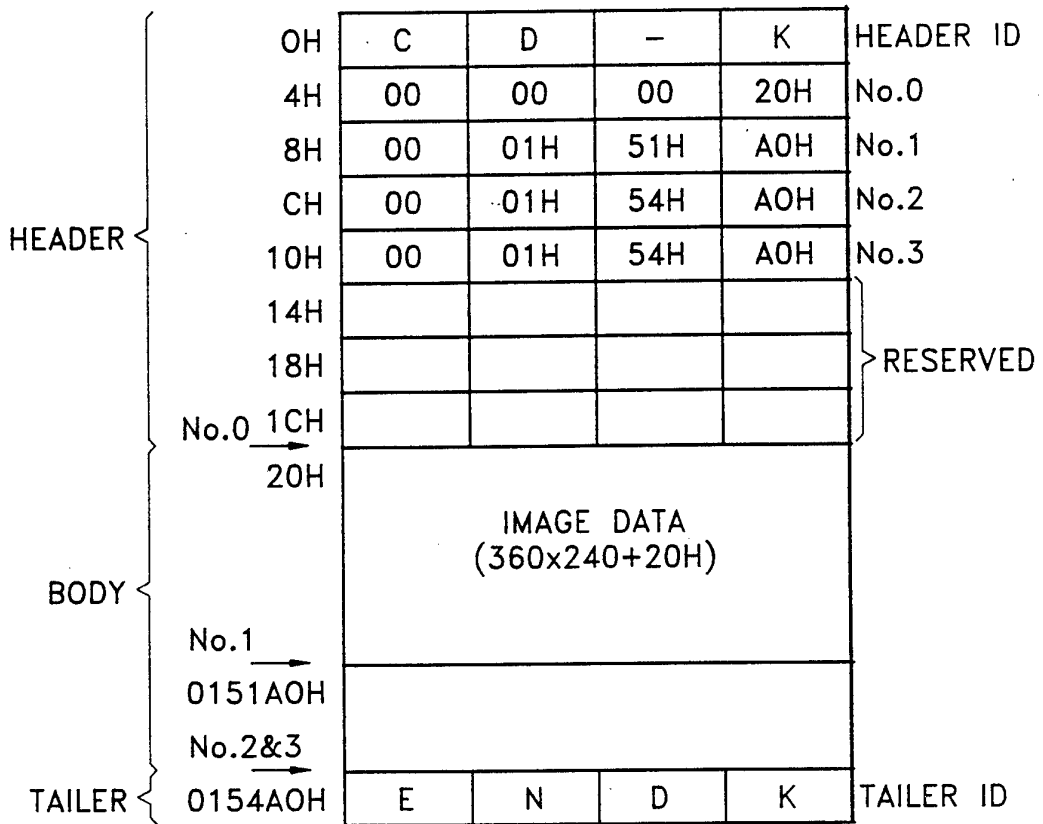 OH C D – K HEADER ID
4H 00 00 00 20H No.0
8H 00 01H 51H A0H No.1
CH 00 01H 54H A0H No.2
HEADER
10H 00 01H 54H A0H No.3
14H
18H RESERVED
No.0 1CH
20H
IMAGE DATA
(360x240+20H)
BODY
No.1
0151A0H
No.2&3
TAILER 0154A0H E N D K TAILER ID